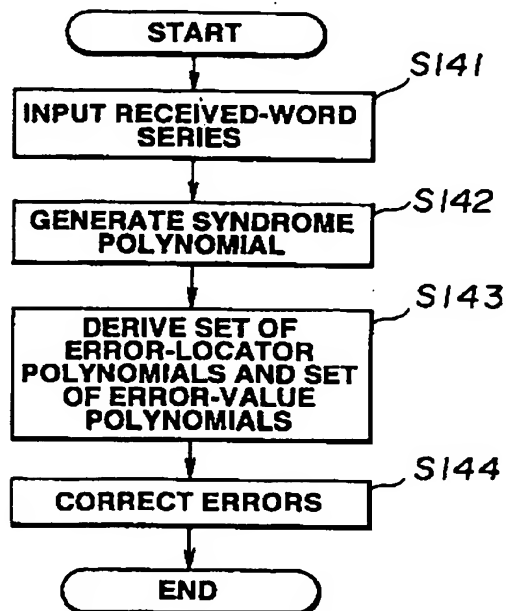 START
S141
INPUT RECEIVED-WORD
SERIES
S142
GENERATE SYNDROME
POLYNOMIAL
S143
DERIVE SET OF
ERROR-LOCATOR
POLYNOMIALS AND SET
OF ERROR-VALUE
POLYNOMIALS
S144
CORRECT ERRORS
END